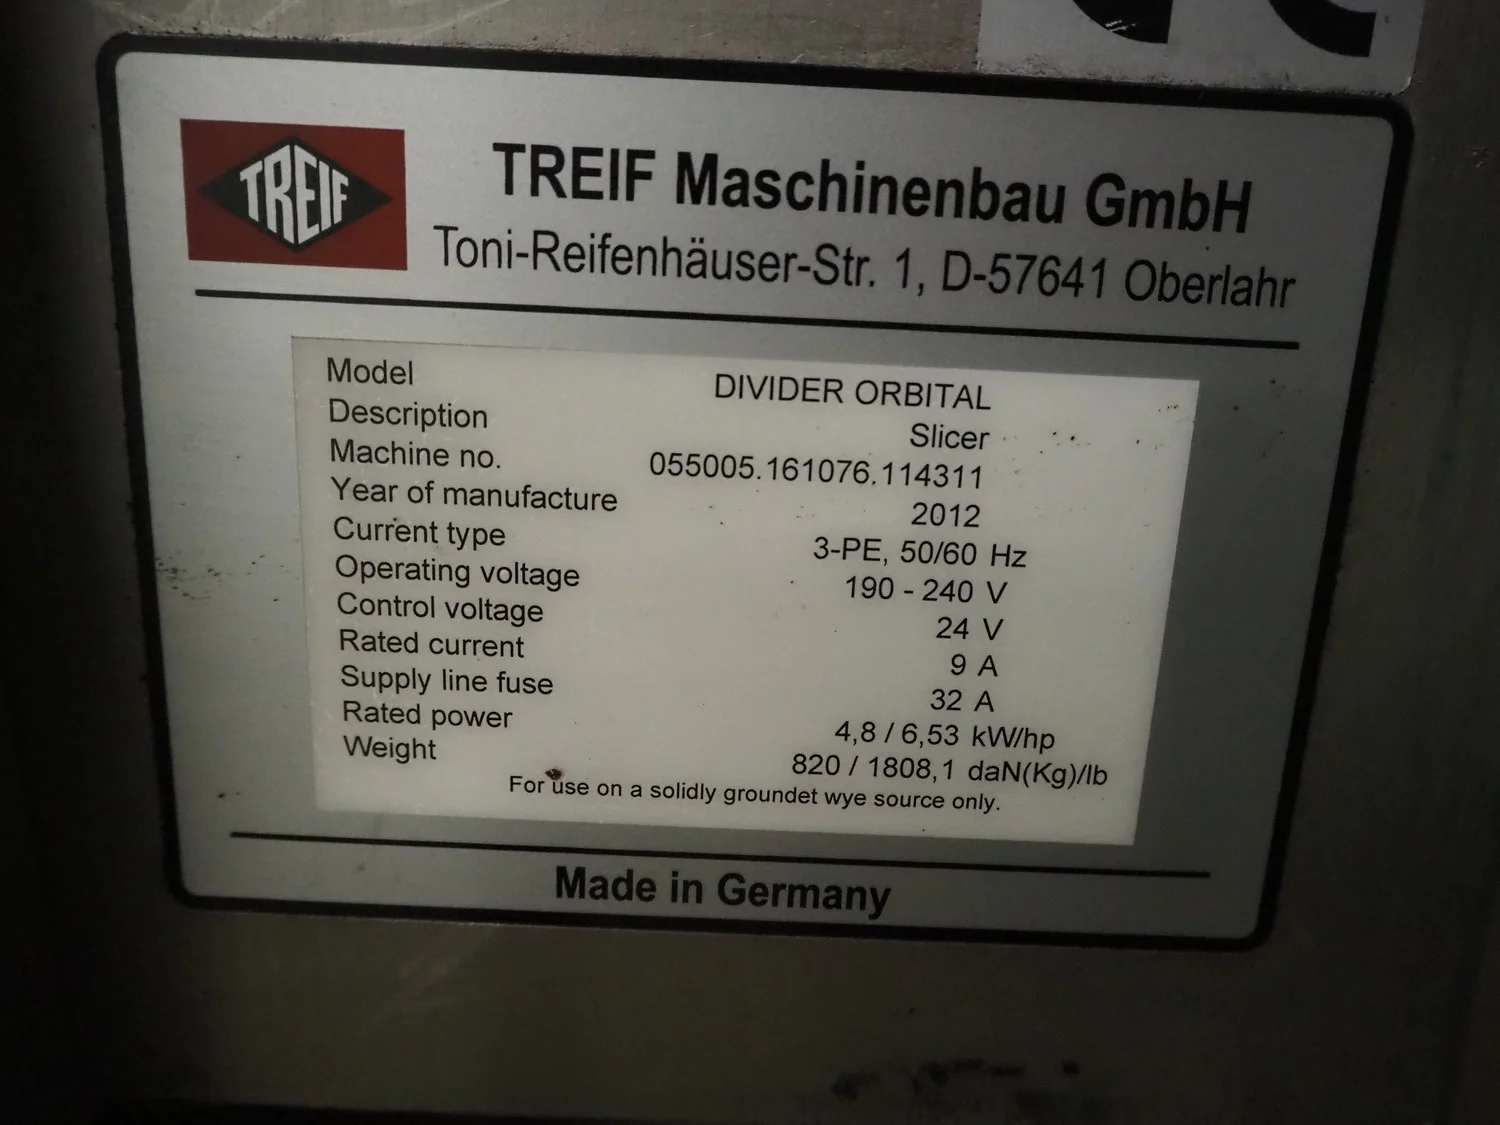 TREIF
TREIF Maschinenbau GmbH
Toni-Reifenhäuser-Str. 1, D-57641 Oberlahr
Model DIVIDER ORBITAL
Description Slicer
Machine no. 055005.161076.114311
Year of manufacture 2012
Current type 3-PE, 50/60 Hz
Operating voltage 190 - 240 V
Control voltage 24 V
Rated current 9 A
Supply line fuse 32 A
Rated power 4,8 / 6,53 kW/hp
Weight 820 / 1808,1 daN(Kg)/lb
For use on a solidly groundet wye source only.
Made in Germany